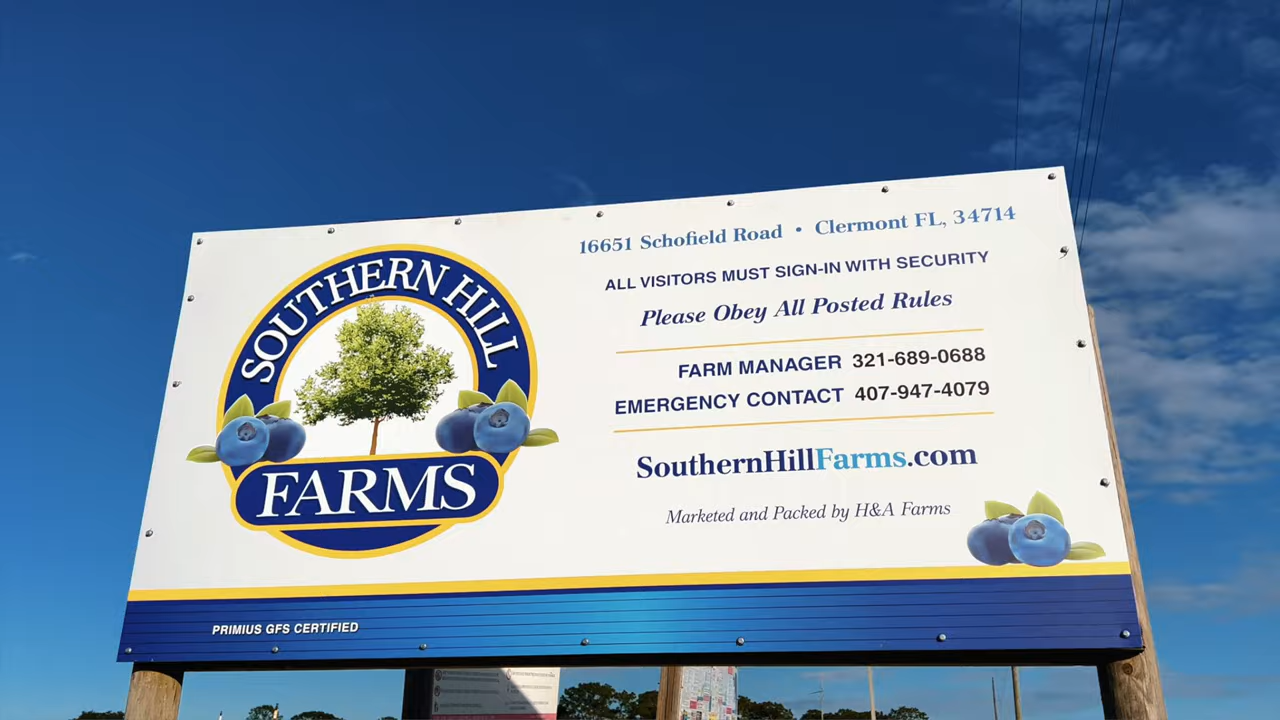 SOUTHERN HILL
FARMS
16651 Schofield Road • Clermont FL, 34714
ALL VISITORS MUST SIGN-IN WITH SECURITY
Please Obey All Posted Rules
FARM MANAGER 321-689-0688
EMERGENCY CONTACT 407-947-4079
SouthernHillFarms.com
Marketed and Packed by H&A Farms
PRIMIUS GFS CERTIFIED